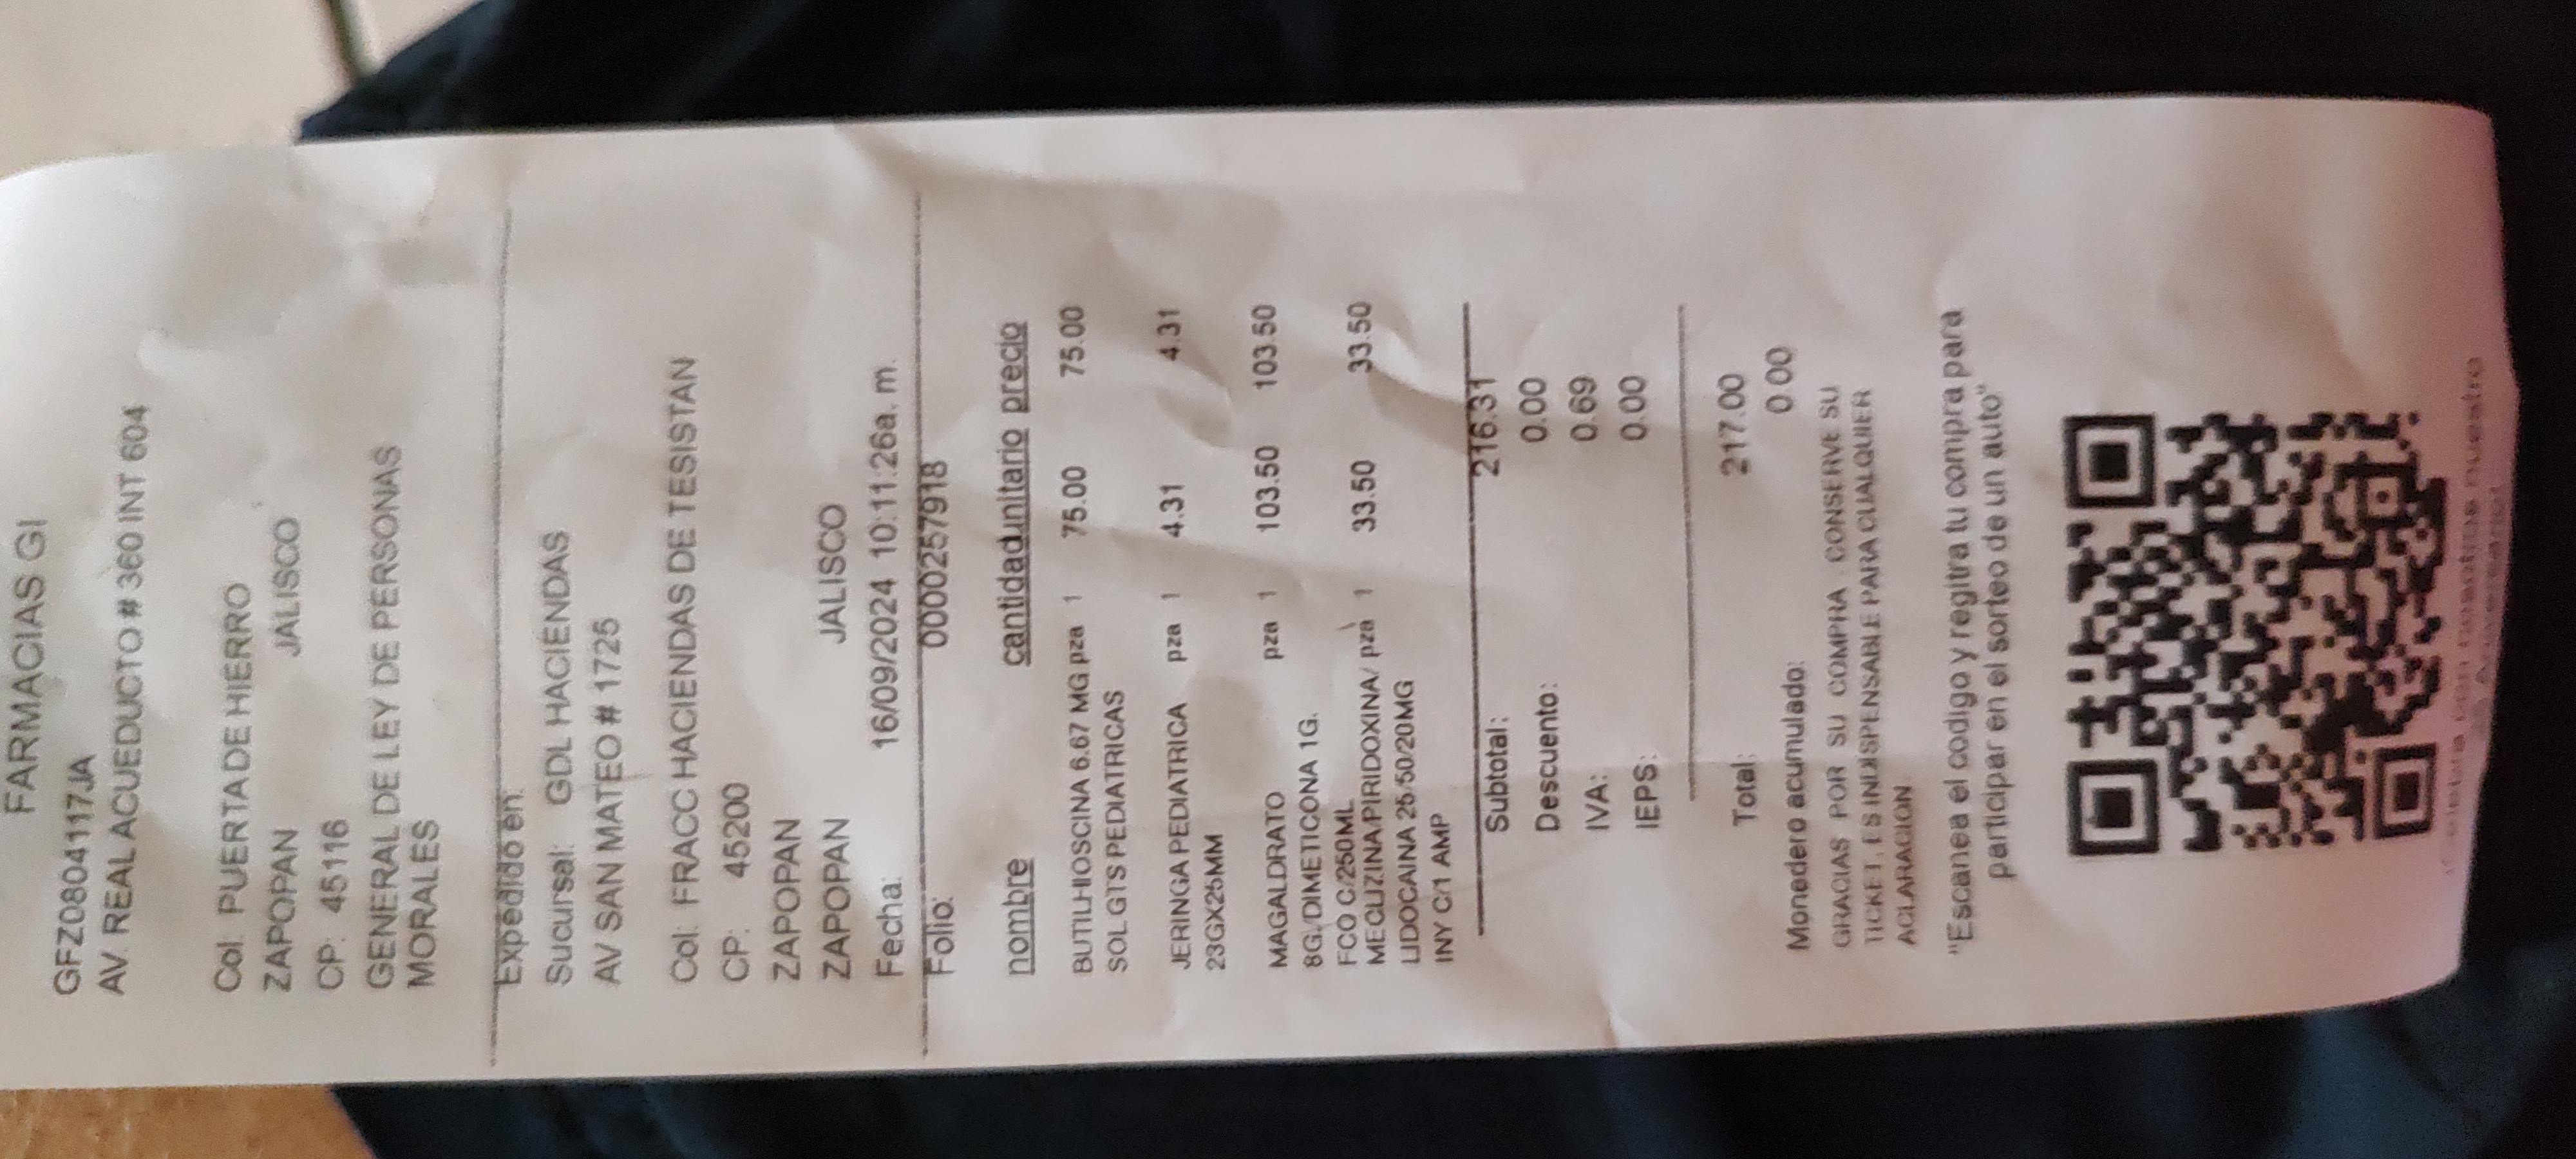 FARMACIAS GI
GFZ0804117JA
AV. REAL ACUEDUCTO # 360 INT 604
Col: PUERTA DE HIERRO
ZAPOPAN JALISCO
CP: 45116
GENERAL DE LEY DE PERSONAS
MORALES
Expedido en:
Sucursal: GDL HACIENDAS
AV SAN MATEO # 1725
Col: FRACC HACIENDAS DE TESISTAN
CP: 45200
ZAPOPAN
ZAPOPAN JALISCO
Fecha: 16/09/2024 10:11:26a. m.
Folio: 0000257918
nombre cantidadunitario precio
BUTILHIOSCINA 6.67 MG pza 1 75.00 75.00
SOL GTS PEDIATRICAS
JERINGA PEDIATRICA pza 1 4.31 4.31
23GX25MM
MAGALDRATO pza 1 103.50 103.50
8G./DIMETICONA 1G.
FCO C/250ML
MECLIZINA/PIRIDOXINA/ pza 1 33.50 33.50
LIDOCAINA 25/50/20MG
INY C/1 AMP
Subtotal: 216.31
Descuento: 0.00
IVA: 0.69
IEPS: 0.00
Total: 217.00
Monedero acumulado: 0.00
GRACIAS POR SU COMPRA . CONSERVE SU
TICKET, ES INDISPENSABLE PARA CUALQUIER
ACLARACION.
"Escanea el codigo y regitra tu compra para
participar en el sorteo de un auto"